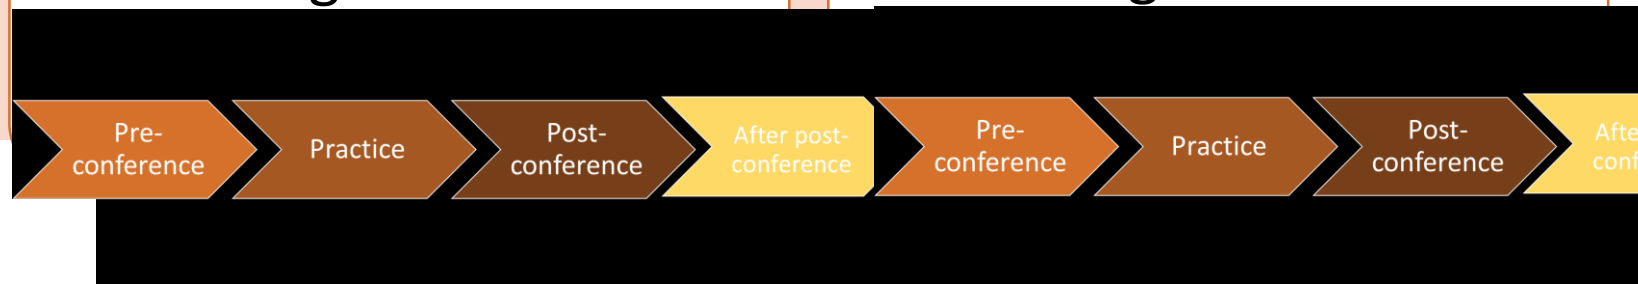 Pre-
conference
Practice
Post-
conference
After post-
conference
Pre-
conference
Practice
Post-
conference